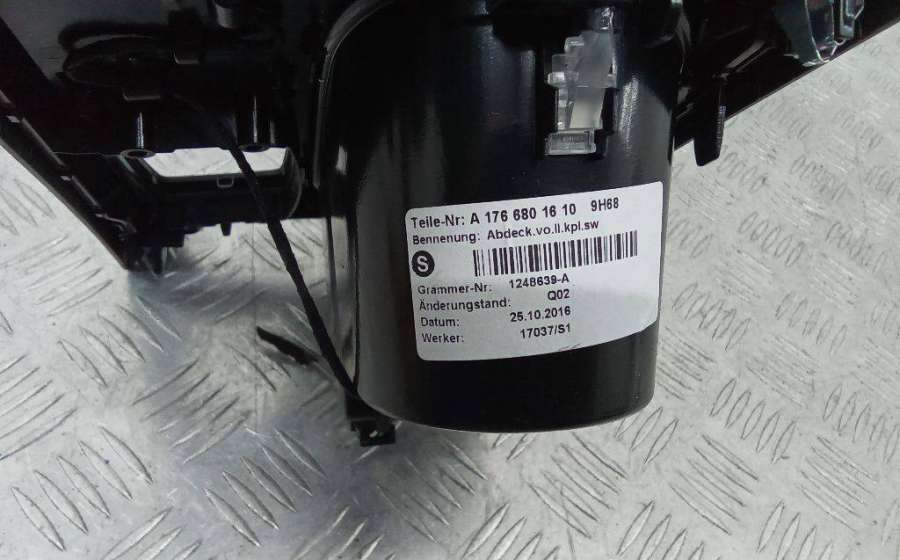 Teile-Nr: A 176 680 16 10 9H68
Bennenung: Abdeck.vo.ll.kpl.sw
S
Grammer-Nr: 1248639-A
Änderungstand: Q02
Datum: 25.10.2016
Werker: 17037/S1